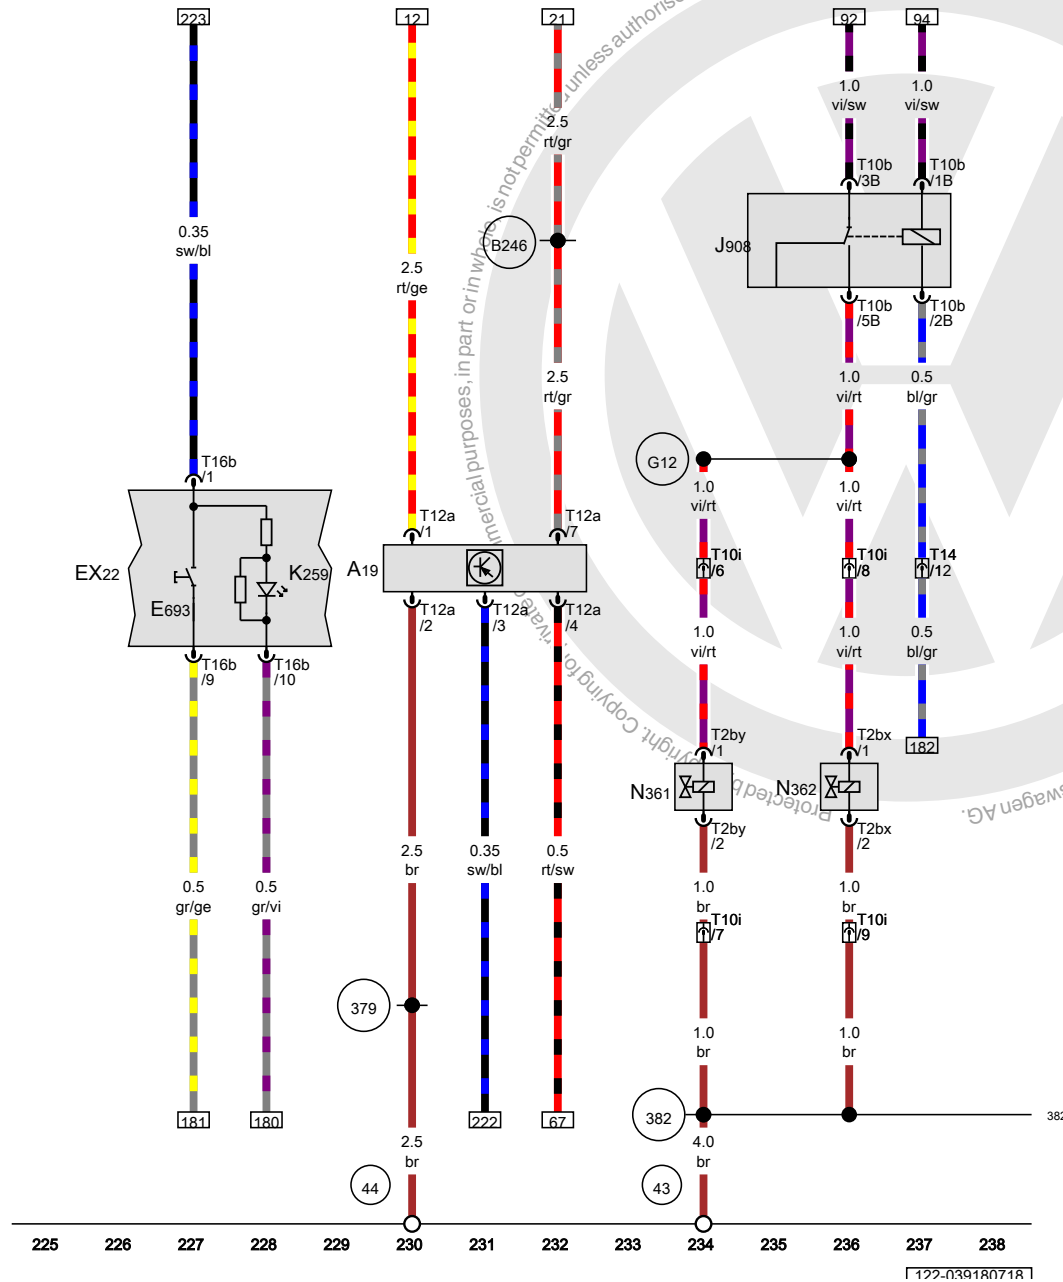 223
12
21
92
94
1.0
vi/sw
1.0
vi/sw
2.5
rt/gr
T10b
/3B
T10b
/1B
0.35
sw/bl
B246
J908
2.5
rt/ge
T10b
/5B
T10b
/2B
2.5
rt/gr
1.0
vi/rt
0.5
bl/gr
T16b
/1
G12
1.0
vi/rt
1.0
vi/rt
T12a
/1
T12a
/7
T10i
/6
T10i
/8
T14
/12
EX22
K259
E693
A19
T12a
/2
T12a
/3
T12a
/4
1.0
vi/rt
1.0
vi/rt
0.5
bl/gr
T16b
/9
T16b
/10
T2by
/1
T2bx
/1
182
N361
N362
T2by
/2
T2bx
/2
2.5
br
0.35
sw/bl
0.5
rt/sw
0.5
gr/ge
0.5
gr/vi
1.0
br
1.0
br
T10i
/7
T10i
/9
379
1.0
br
1.0
br
181
180
222
67
382
382
2.5
br
4.0
br
44
43
225 226 227 228 229 230 231 232 233 234 235 236 237 238
122-039180718